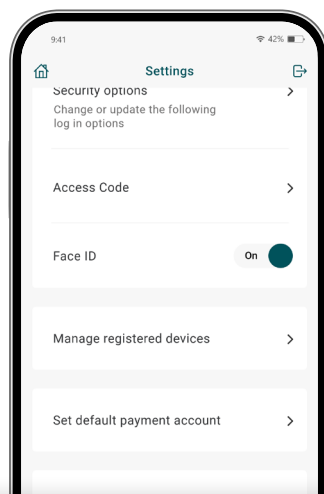 9:41
42%
Settings
Security options
Change or update the following
log in options
Access Code
Face ID
On
Manage registered devices
Set default payment account